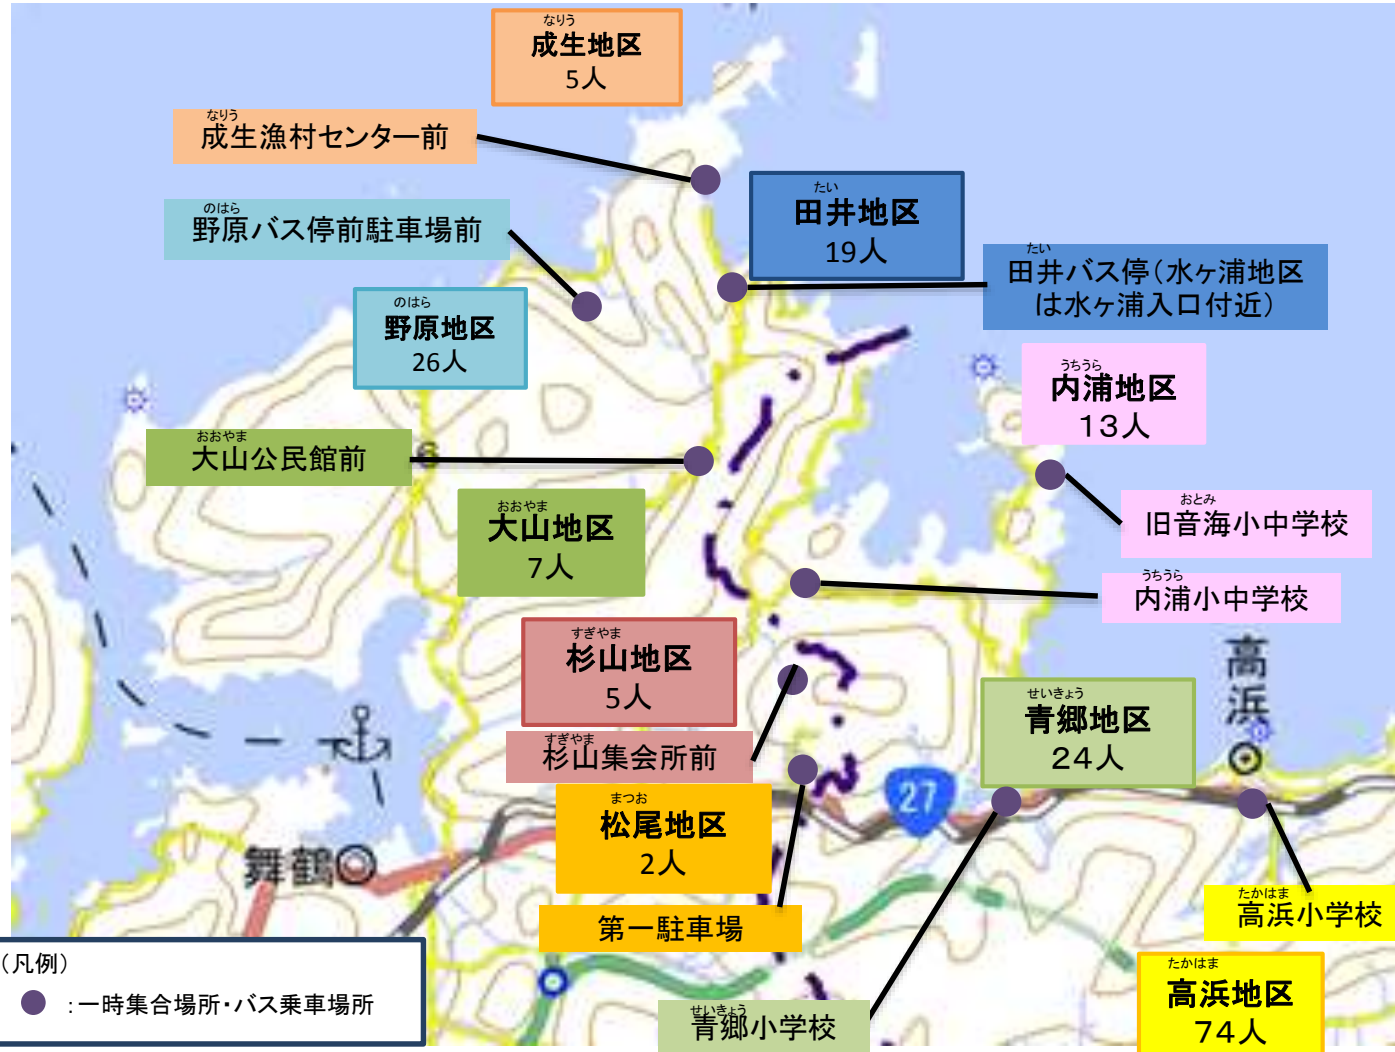 なりう
成生地区
5人
なりう
成生漁村センター前
のはら
野原バス停前駐車場前
たい
田井地区
19人
たい
田井バス停(水ヶ浦地区
は水ヶ浦入口付近)
のはら
野原地区
26人
うちうら
内浦地区
13人
おおやま
大山公民館前
6
おおやま
大山地区
7人
おとみ
旧音海小中学校
うちうら
内浦小中学校
すぎやま
杉山地区
5人
すぎやま
杉山集会所前
高浜
せいきょう
青郷地区
24人
27
まつお
松尾地区
2人
舞鶴
第一駐車場
たかはま
高浜小学校
たかはま
高浜地区
74人
せいきょう
青郷小学校
(凡例)
:一時集合場所・バス乗車場所